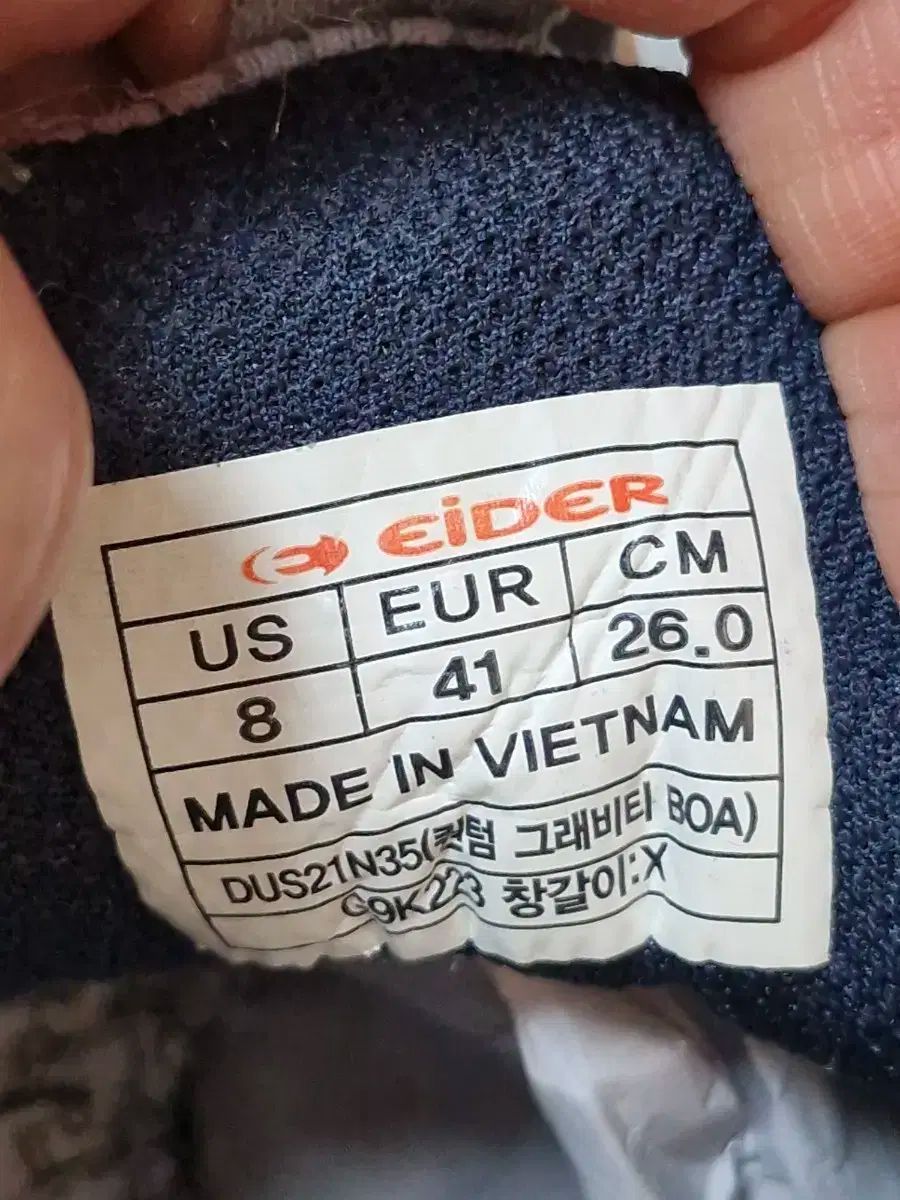 EiDER
US EUR CM
8 41 26.0
MADE IN VIETNAM
DUS21N35(퀀텀 그래비티 BOA)
G9K223 창갈이:X